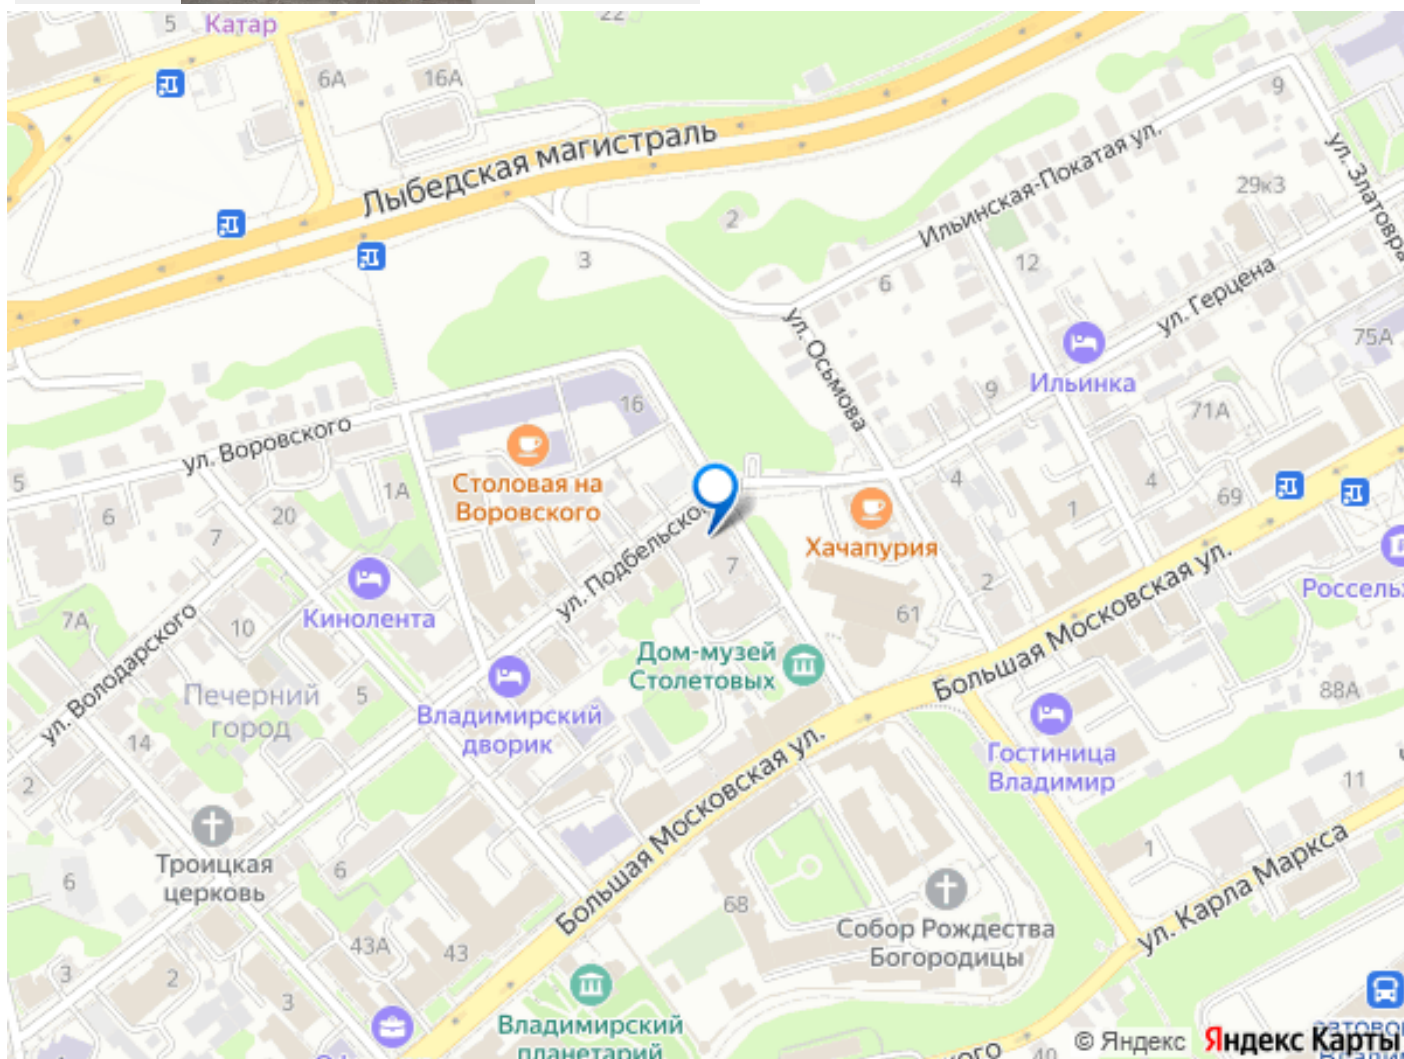 5
Катар
22
6А
16А
9
Лыбедская магистраль
Ильинская-Покатая ул.
ул. Златовра
29к3
2
3
12
6
ул. Герцена
ул. Осьмова
75А
Ильинка
9
71А
16
ул. Воровского
5
Столовая на
Воровского
1А
4
4
69
6
20
7
1
ул. Подбельского
Хачапурия
7
2
Кинолента
7А
10
61
Большая Московская ул.
Россельх
Дом-музей
Столетовых
ул. Володарского
Печерний
город
5
88А
Владимирский
дворик
14
Гостиница
Владимир
2
11
Большая Московская ул.
Троицкая
церковь
6
6
1
ул. Карла Маркса
68
Собор Рождества
Богородицы
43А
43
3
2
3
Владимирский
планетарий
40
© Яндекс
Яндекс Карты